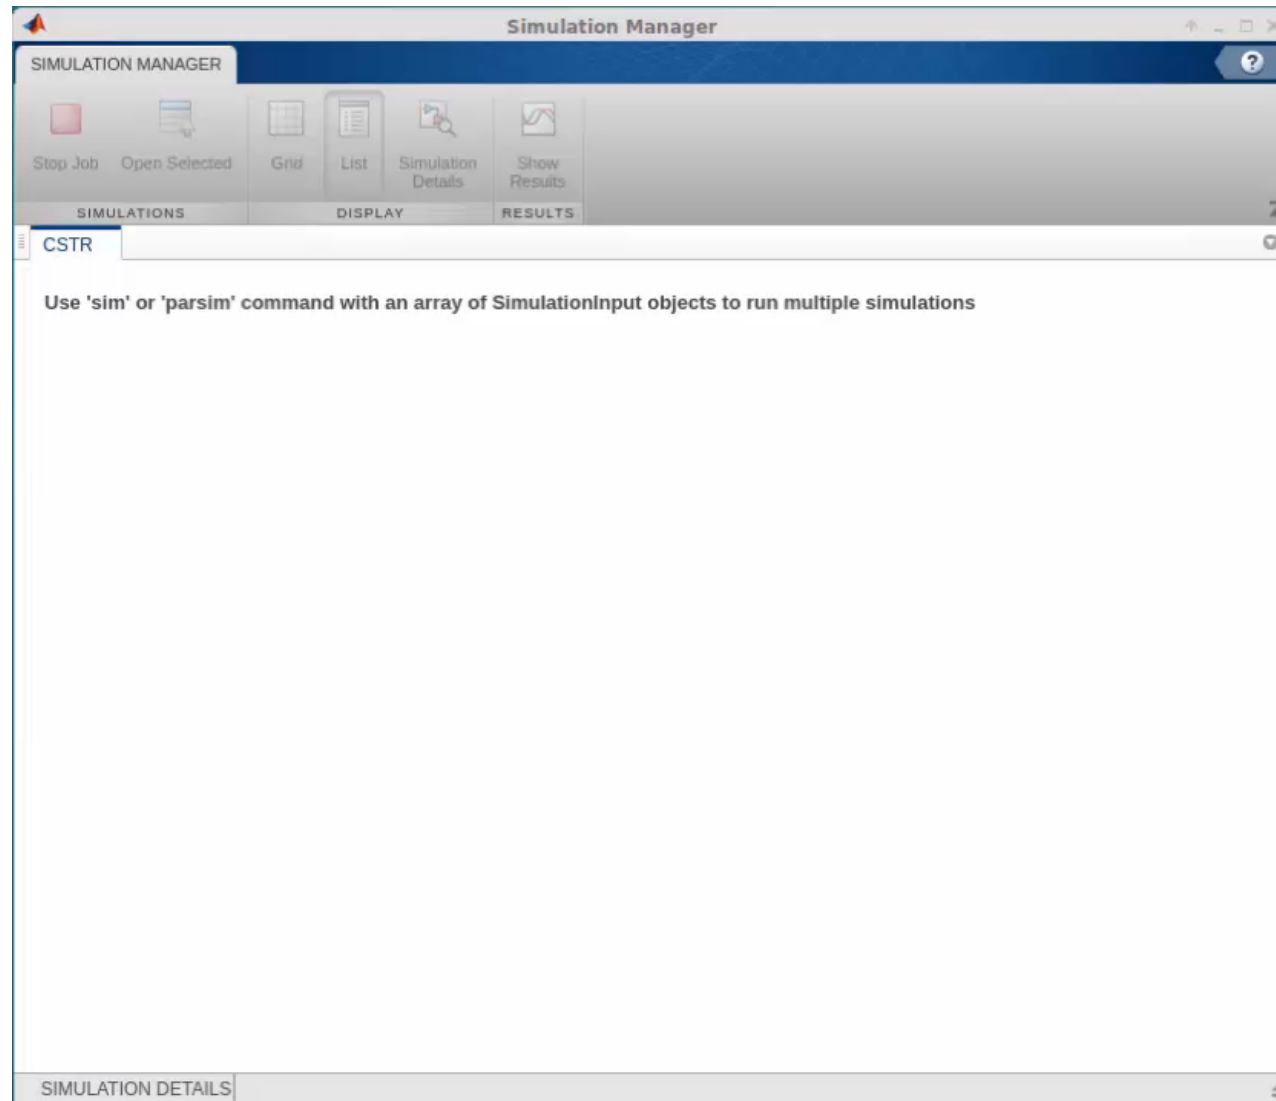 Simulation Manager
SIMULATION MANAGER
?
Stop Job
Open Selected
Grid
List
Simulation
Details
Show
Results
SIMULATIONS
DISPLAY
RESULTS
CSTR
Use 'sim' or 'parsim' command with an array of SimulationInput objects to run multiple simulations
SIMULATION DETAILS